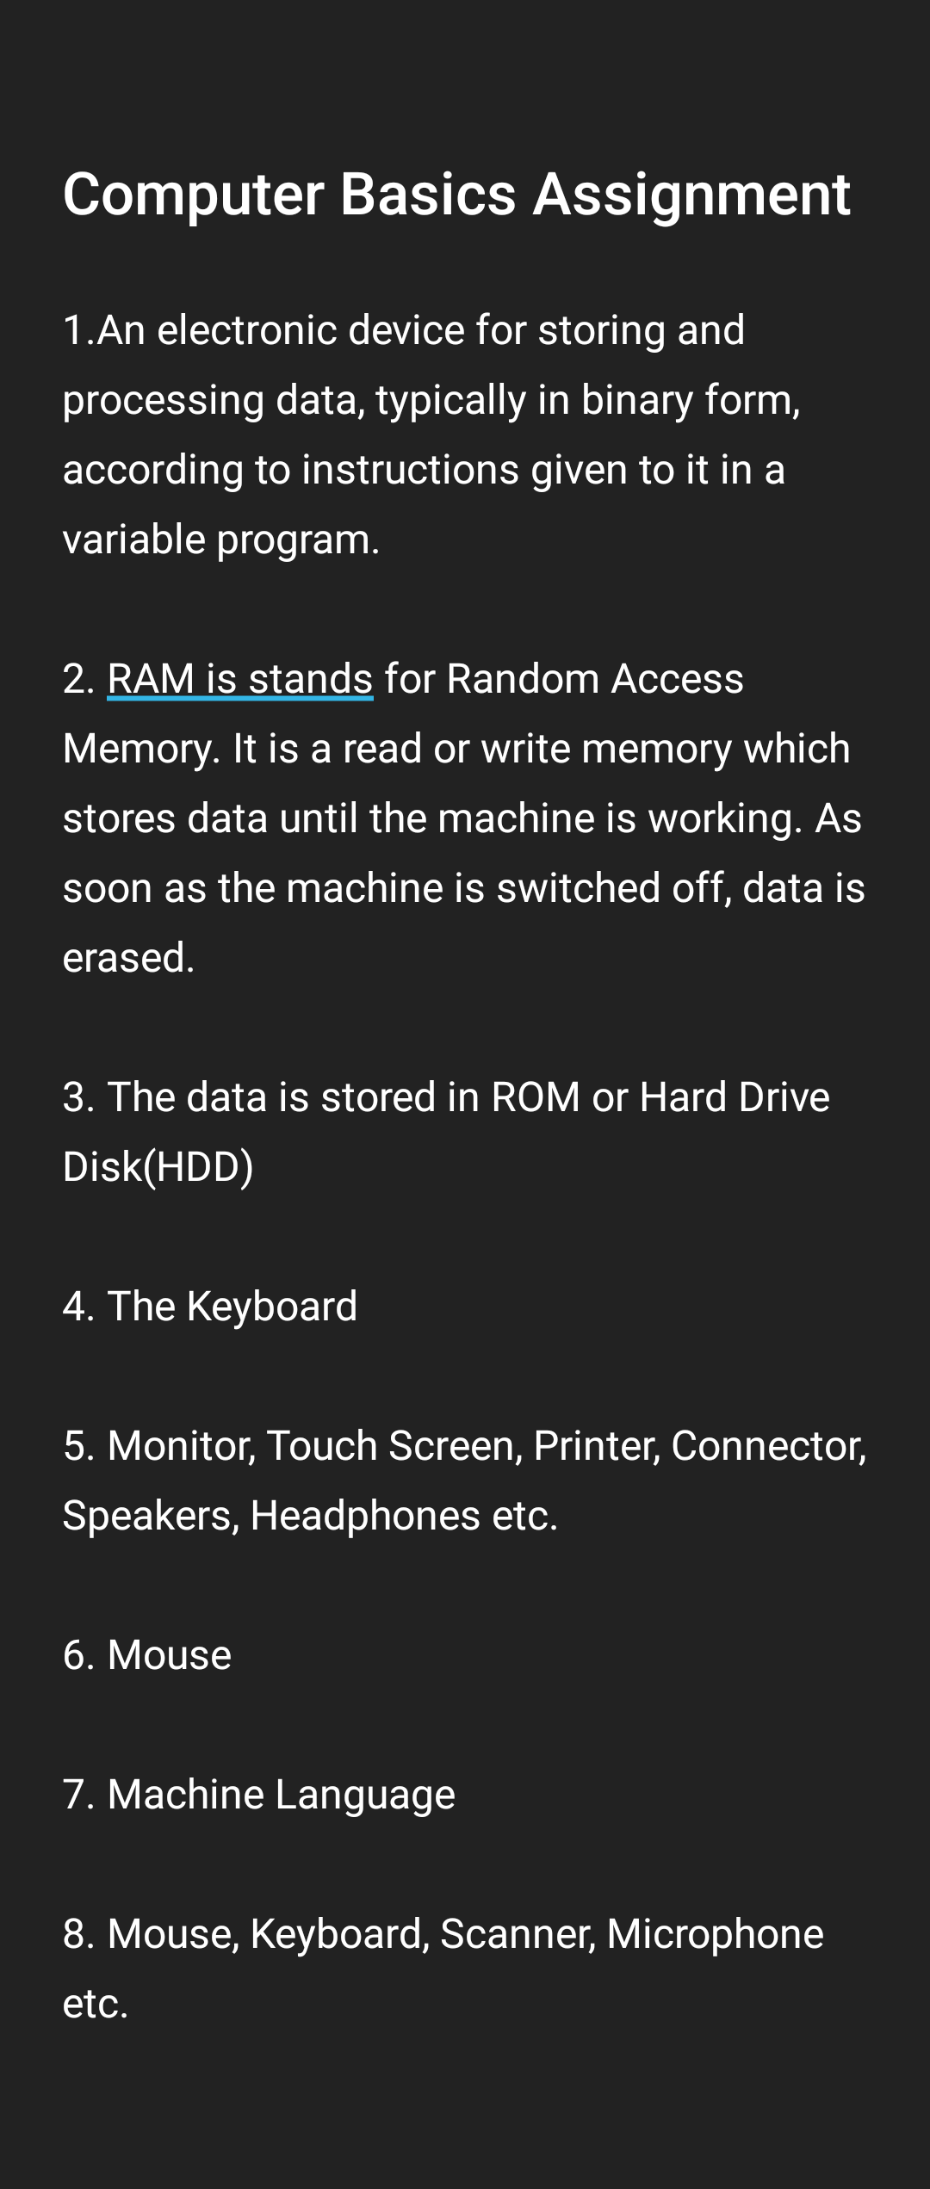 Computer Basics Assignment
1.An electronic device for storing and
processing data, typically in binary form,
according to instructions given to it in a
variable program.
2. RAM is stands for Random Access
Memory. It is a read or write memory which
stores data until the machine is working. As
soon as the machine is switched off, data is
erased.
3. The data is stored in ROM or Hard Drive
Disk(HDD)
4. The Keyboard
5. Monitor, Touch Screen, Printer, Connector,
Speakers, Headphones etc.
6. Mouse
7. Machine Language
8. Mouse, Keyboard, Scanner, Microphone
etc.